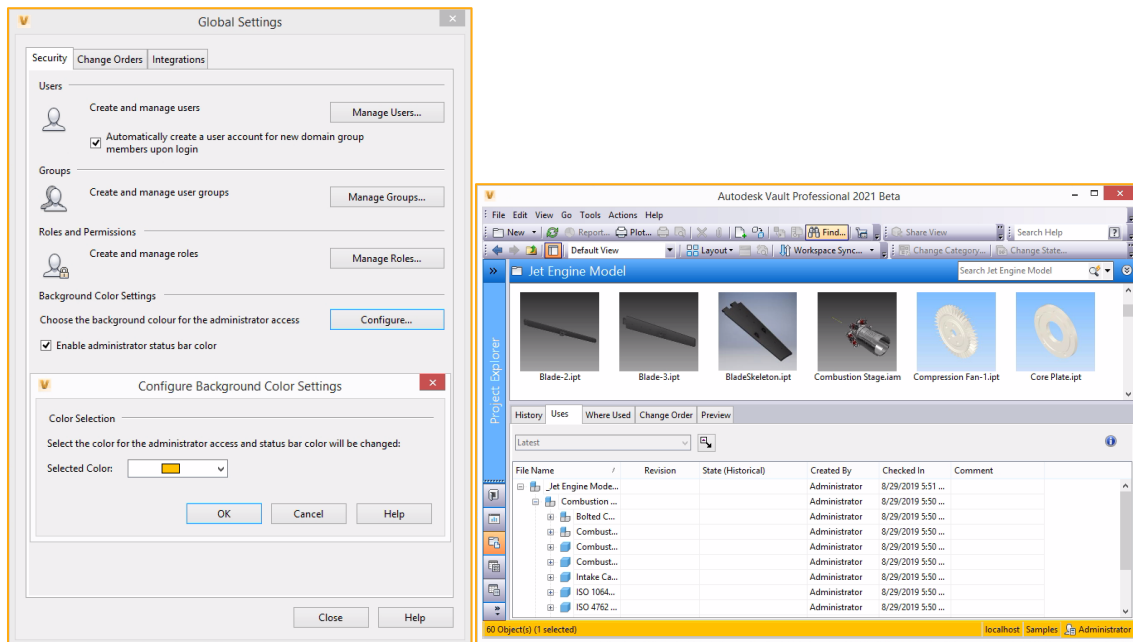 Global Settings
Security Change Orders Integrations
Users
Create and manage users
Manage Users...
Automatically create a user account for new domain group
members upon login
Groups
Create and manage user groups
Manage Groups...
Roles and Permissions
Create and manage roles
Manage Roles...
Background Color Settings
Choose the background colour for the administrator access
Configure...
Enable administrator status bar color
Configure Background Color Settings
Color Selection
Select the color for the administrator access and status bar color will be changed:
Selected Color:
OK Cancel Help
Close Help
Autodesk Vault Professional 2021 Beta
File Edit View Go Tools Actions Help
New Report... Plot... Find... Share View Search Help
Default View Layout Workspace Sync... Change Category... Change State...
Jet Engine Model Search Jet Engine Model
Project Explorer
Blade-2.ipt Blade-3.ipt BladeSkeleton.ipt Combustion Stage.iam Compression Fan-1.ipt Core Plate.ipt
History Uses Where Used Change Order Preview
Latest
File Name / Revision State (Historical) Created By Checked In Comment
_Jet Engine Mode... Administrator 8/29/2019 5:51 ...
Combustion ... Administrator 8/29/2019 5:50 ...
Bolted C... Administrator 8/29/2019 5:50 ...
Combust... Administrator 8/29/2019 5:50 ...
Combust... Administrator 8/29/2019 5:50 ...
Combust... Administrator 8/29/2019 5:50 ...
Intake Ca... Administrator 8/29/2019 5:50 ...
ISO 1064... Administrator 8/29/2019 5:50 ...
ISO 4762 ... Administrator 8/29/2019 5:50 ...
60 Object(s) (1 selected) localhost Samples Administrator